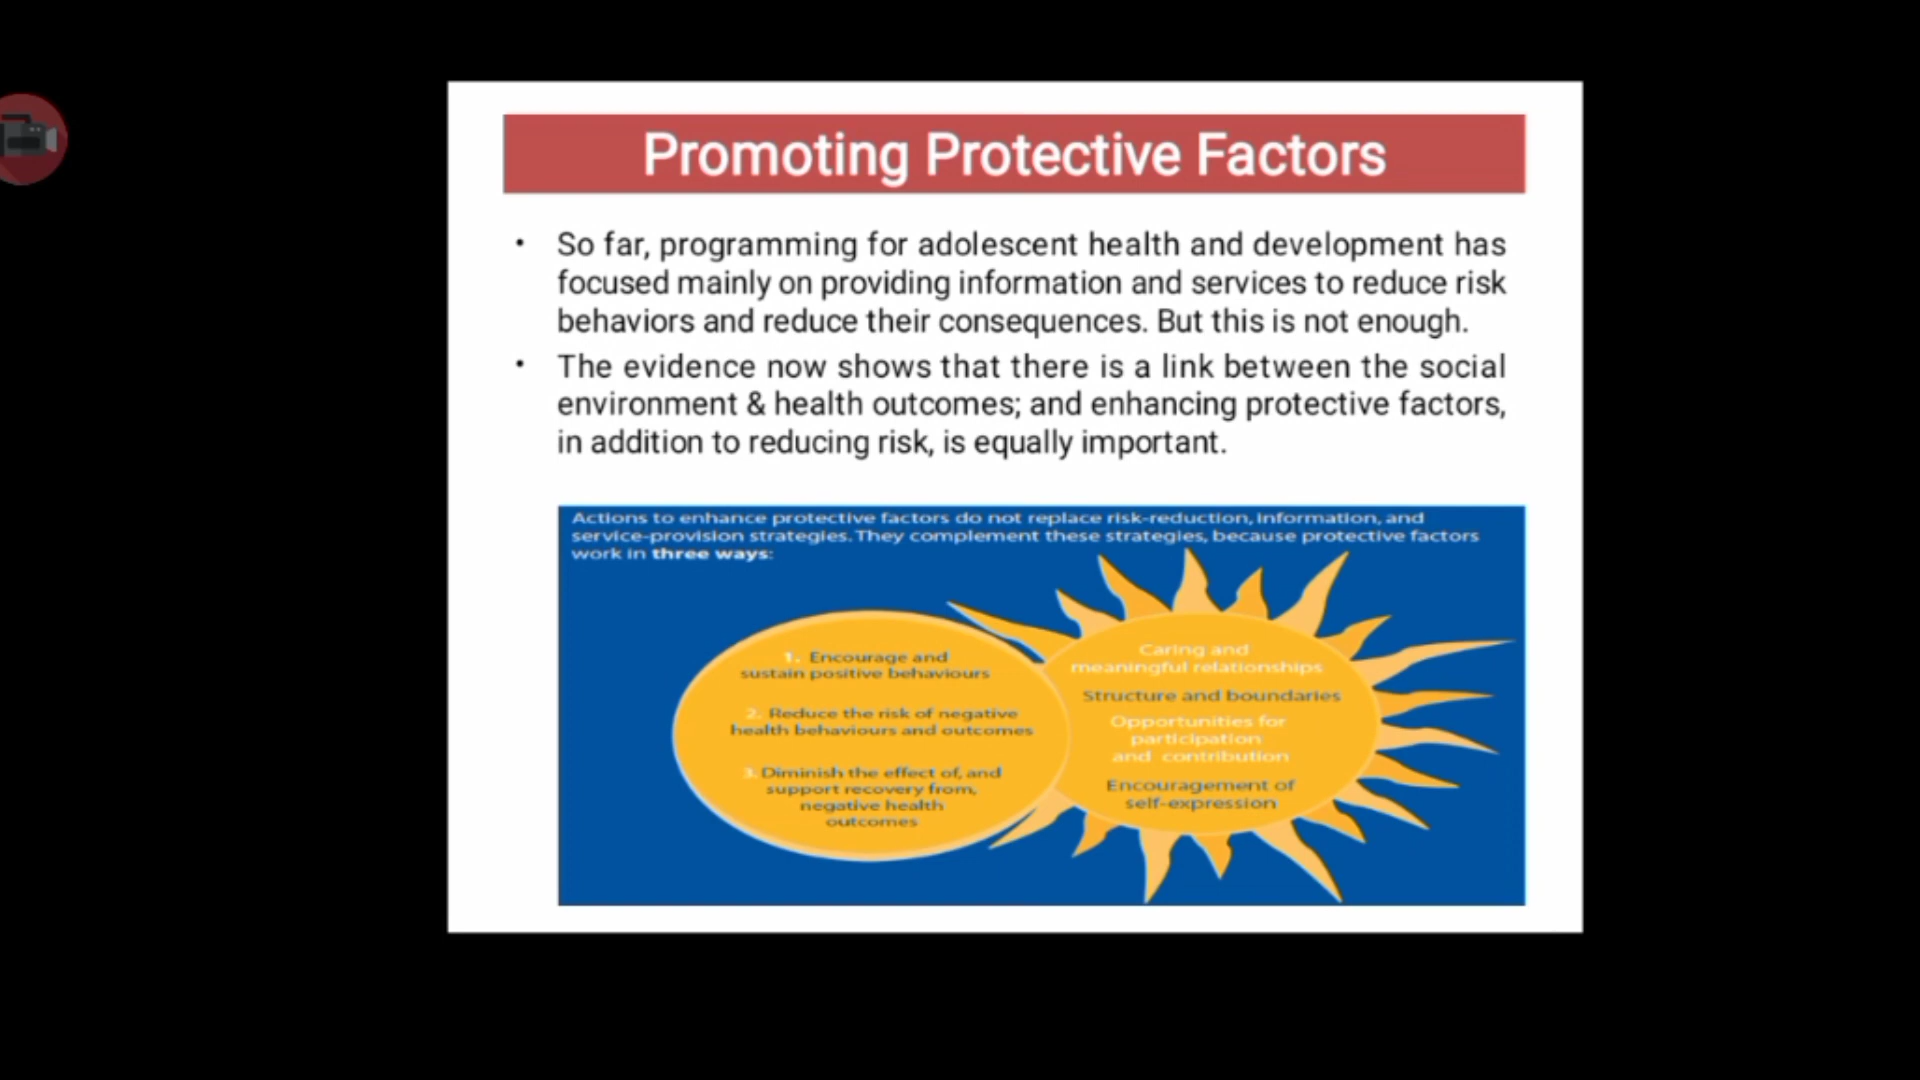 Promoting Protective Factors
• So far, programming for adolescent health and development has
focused mainly on providing information and services to reduce risk
behaviors and reduce their consequences. But this is not enough.
• The evidence now shows that there is a link between the social
environment & health outcomes; and enhancing protective factors,
in addition to reducing risk, is equally important.
Actions to enhance protective factors do not replace risk-reduction, information, and
service-provision strategies. They complement these strategies, because protective factors
work in three ways:
1. Encourage and
sustain positive behaviours
2. Reduce the risk of negative
health behaviours and outcomes
3. Diminish the effect of, and
support recovery from,
negative health
outcomes
Caring and
meaningful relationships
Structure and boundaries
Opportunities for
participation
and contribution
Encouragement of
self-expression